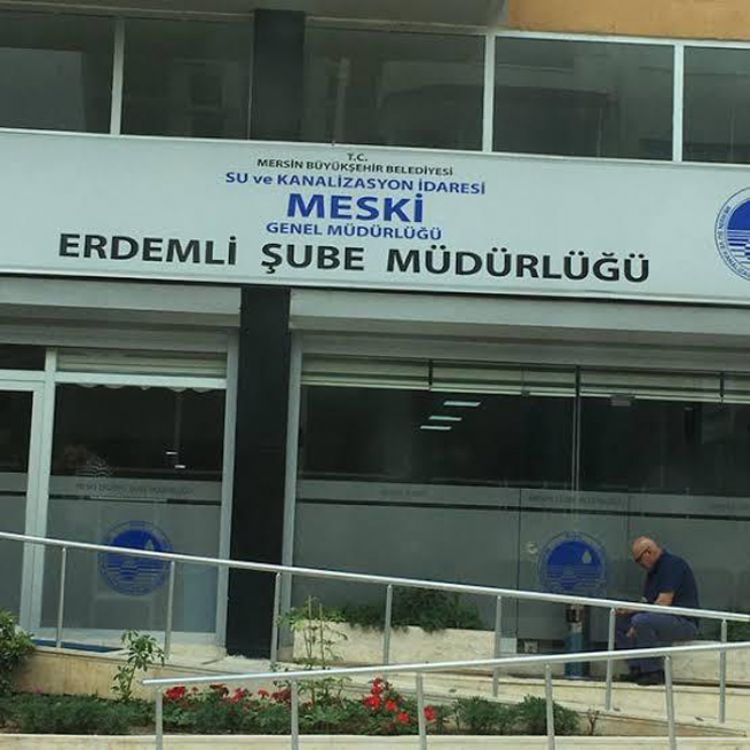 T.C.
MERSİN BÜYÜKŞEHİR BELEDİYESİ
SU ve KANALİZASYON İDARESİ
MESKİ
GENEL MÜDÜRLÜĞÜ
ERDEMLİ ŞUBE MÜDÜRLÜĞÜ